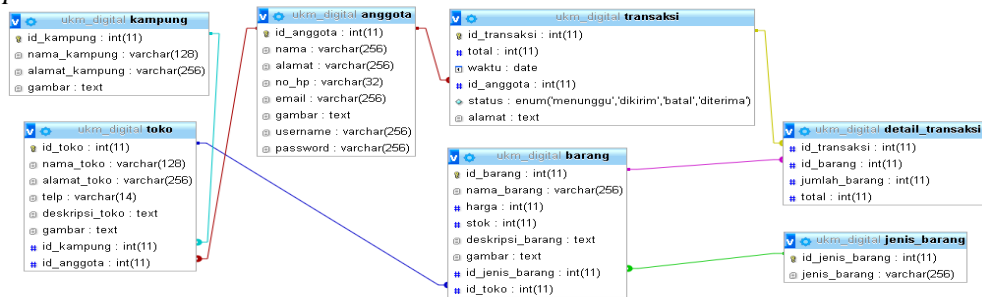 ukm_digital kampung
id_kampung : int(11)
nama_kampung : varchar(128)
alamat_kampung : varchar(256)
gambar : text
ukm_digital anggota
id_anggota : int(11)
nama : varchar(256)
alamat : varchar(256)
no_hp : varchar(32)
email : varchar(256)
gambar : text
username : varchar(256)
password : varchar(256)
ukm_digital transaksi
id_transaksi : int(11)
total : int(11)
waktu : date
id_anggota : int(11)
status : enum('menunggu','dikirim','batal','diterima')
alamat : text
ukm_digital toko
id_toko : int(11)
nama_toko : varchar(128)
alamat_toko : varchar(256)
telp : varchar(14)
deskripsi_toko : text
gambar : text
id_kampung : int(11)
id_anggota : int(11)
ukm_digital barang
id_barang : int(11)
nama_barang : varchar(256)
harga : int(11)
stok : int(11)
deskripsi_barang : text
gambar : text
id_jenis_barang : int(11)
id_toko : int(11)
ukm_digital detail_transaksi
id_transaksi : int(11)
id_barang : int(11)
jumlah_barang : int(11)
total : int(11)
ukm_digital jenis_barang
id_jenis_barang : int(11)
jenis_barang : varchar(256)